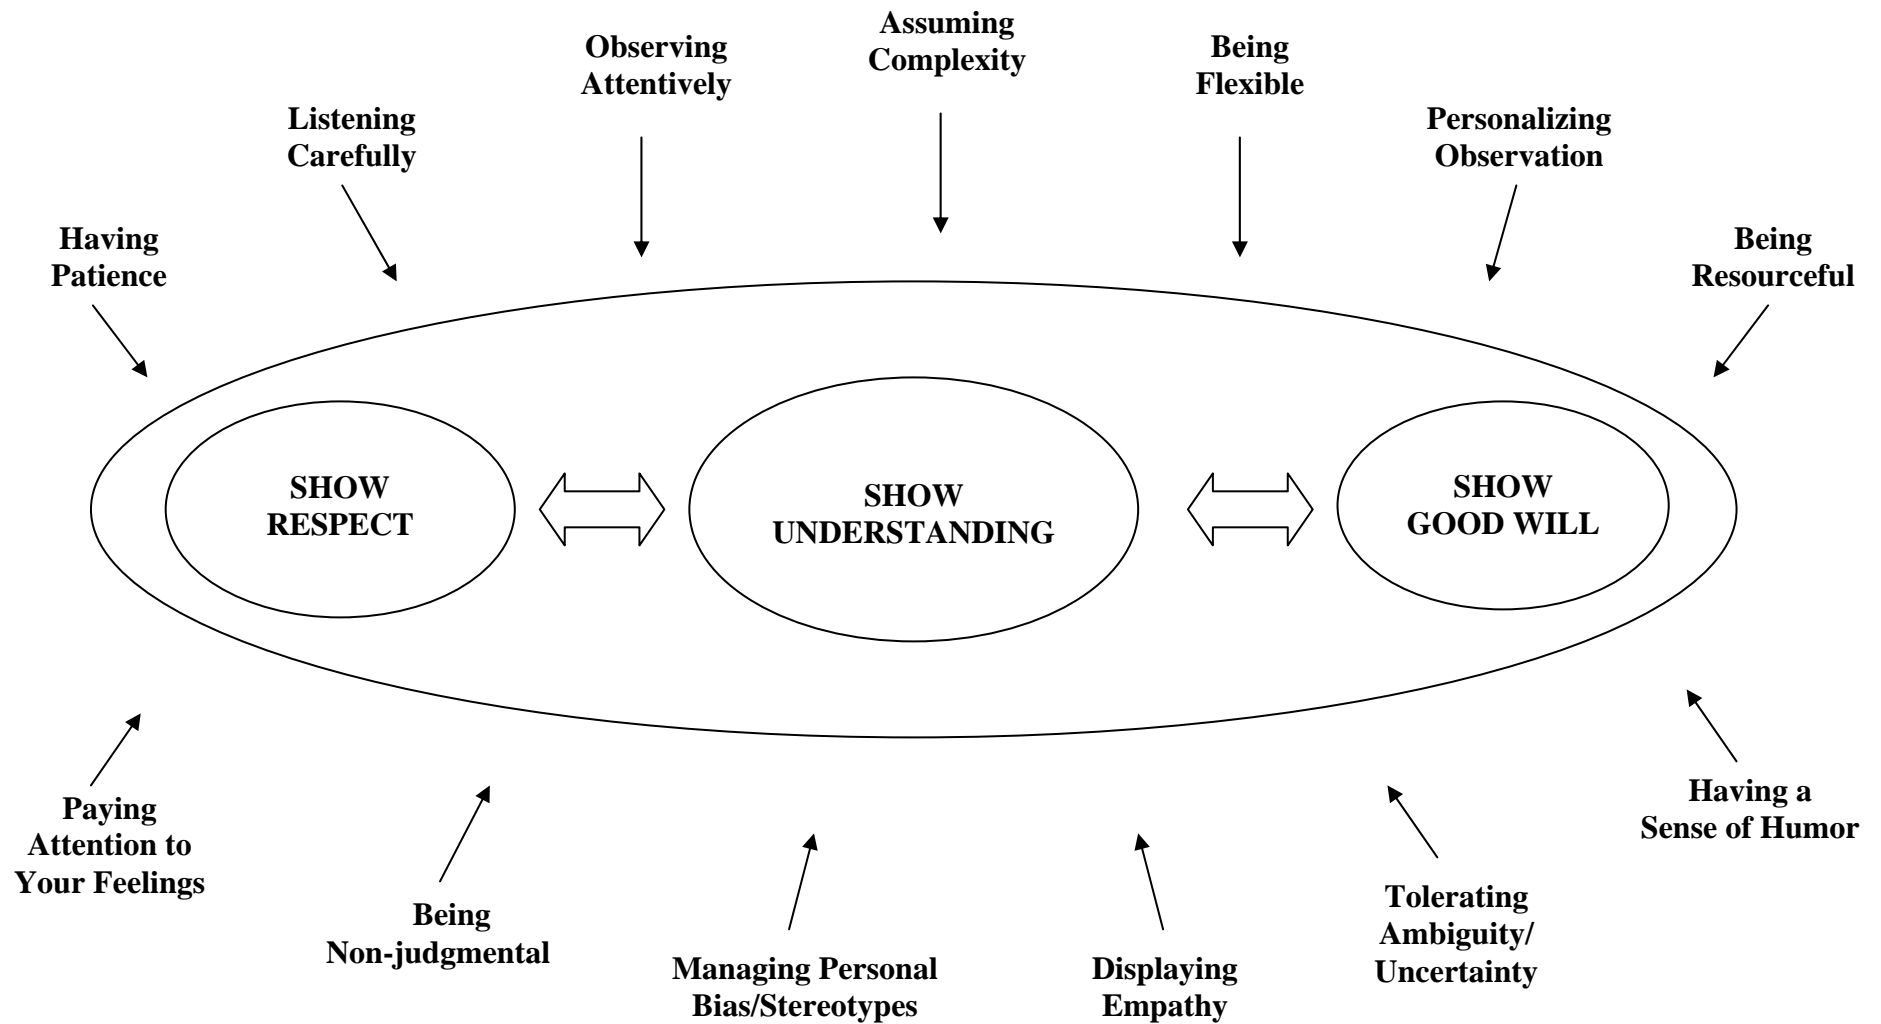 Assuming
Complexity
Observing
Attentively
Being
Flexible
Listening
Carefully
Personalizing
Observation
Having
Patience
Being
Resourceful
SHOW
RESPECT
SHOW
UNDERSTANDING
SHOW
GOOD WILL
Paying
Attention to
Your Feelings
Being
Non-judgmental
Managing Personal
Bias/Stereotypes
Displaying
Empathy
Tolerating
Ambiguity/
Uncertainty
Having a
Sense of Humor